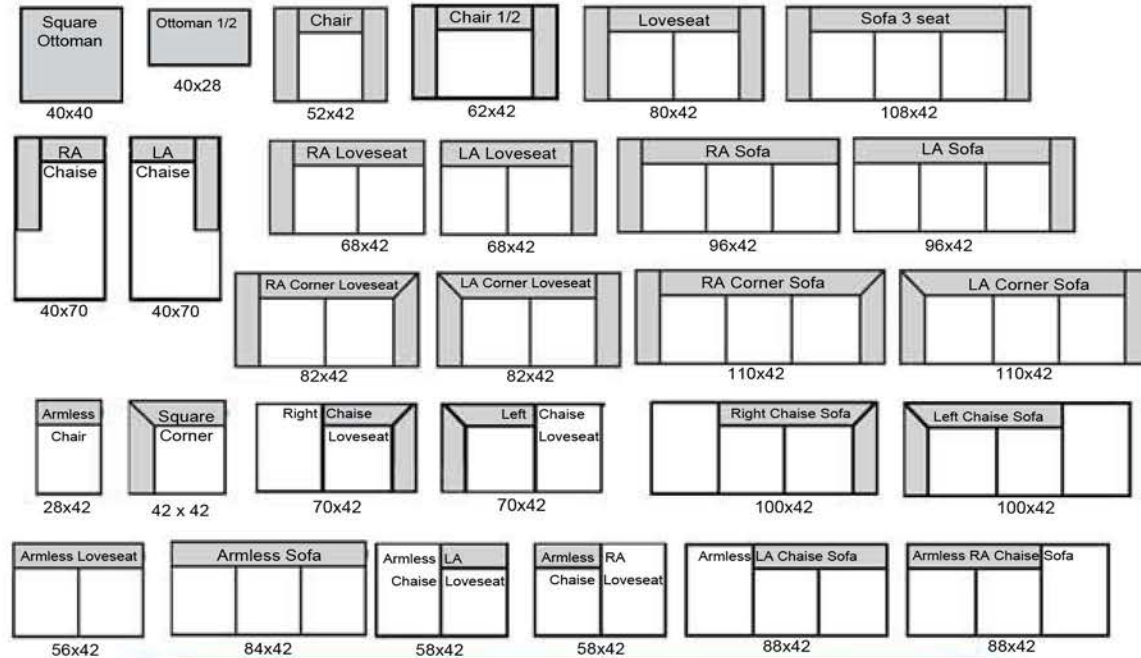 Square
Ottoman
40x40
Ottoman 1/2
40x28
Chair
52x42
Chair 1/2
62x42
Loveseat
80x42
Sofa 3 seat
108x42
RA
Chaise
40x70
LA
Chaise
40x70
RA Loveseat
68x42
LA Loveseat
68x42
RA Sofa
96x42
LA Sofa
96x42
RA Corner Loveseat
82x42
LA Corner Loveseat
82x42
RA Corner Sofa
110x42
LA Corner Sofa
110x42
Armless
Chair
28x42
Square
Corner
42 x 42
Right Chaise
Loveseat
70x42
Left Chaise
Loveseat
70x42
Right Chaise Sofa
100x42
Left Chaise Sofa
100x42
Armless Loveseat
56x42
Armless Sofa
84x42
Armless LA
Chaise Loveseat
58x42
Armless RA
Chaise Loveseat
58x42
Armless LA Chaise Sofa
88x42
Armless RA Chaise Sofa
88x42